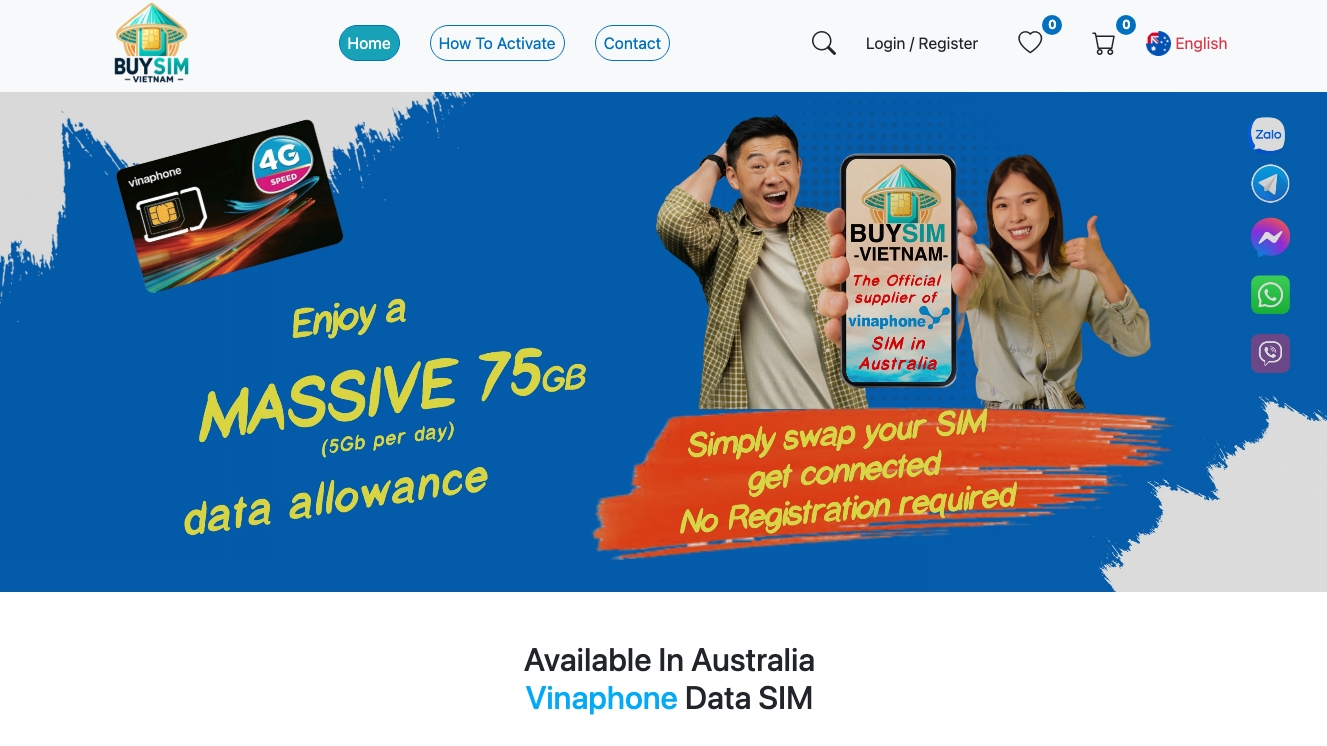 BUYSIM
- VIETNAM -
Home
How To Activate
Contact
Login / Register
0
0
English
vinaphone
4G
SPEED
Enjoy a
MASSIVE 75GB
(5Gb per day)
data allowance
BUYSIM
-VIETNAM-
The Official
supplier of
vinaphone
SIM in
Australia
Simply swap your SIM
get connected
No Registration required
Zalo
Available In Australia
Vinaphone Data SIM